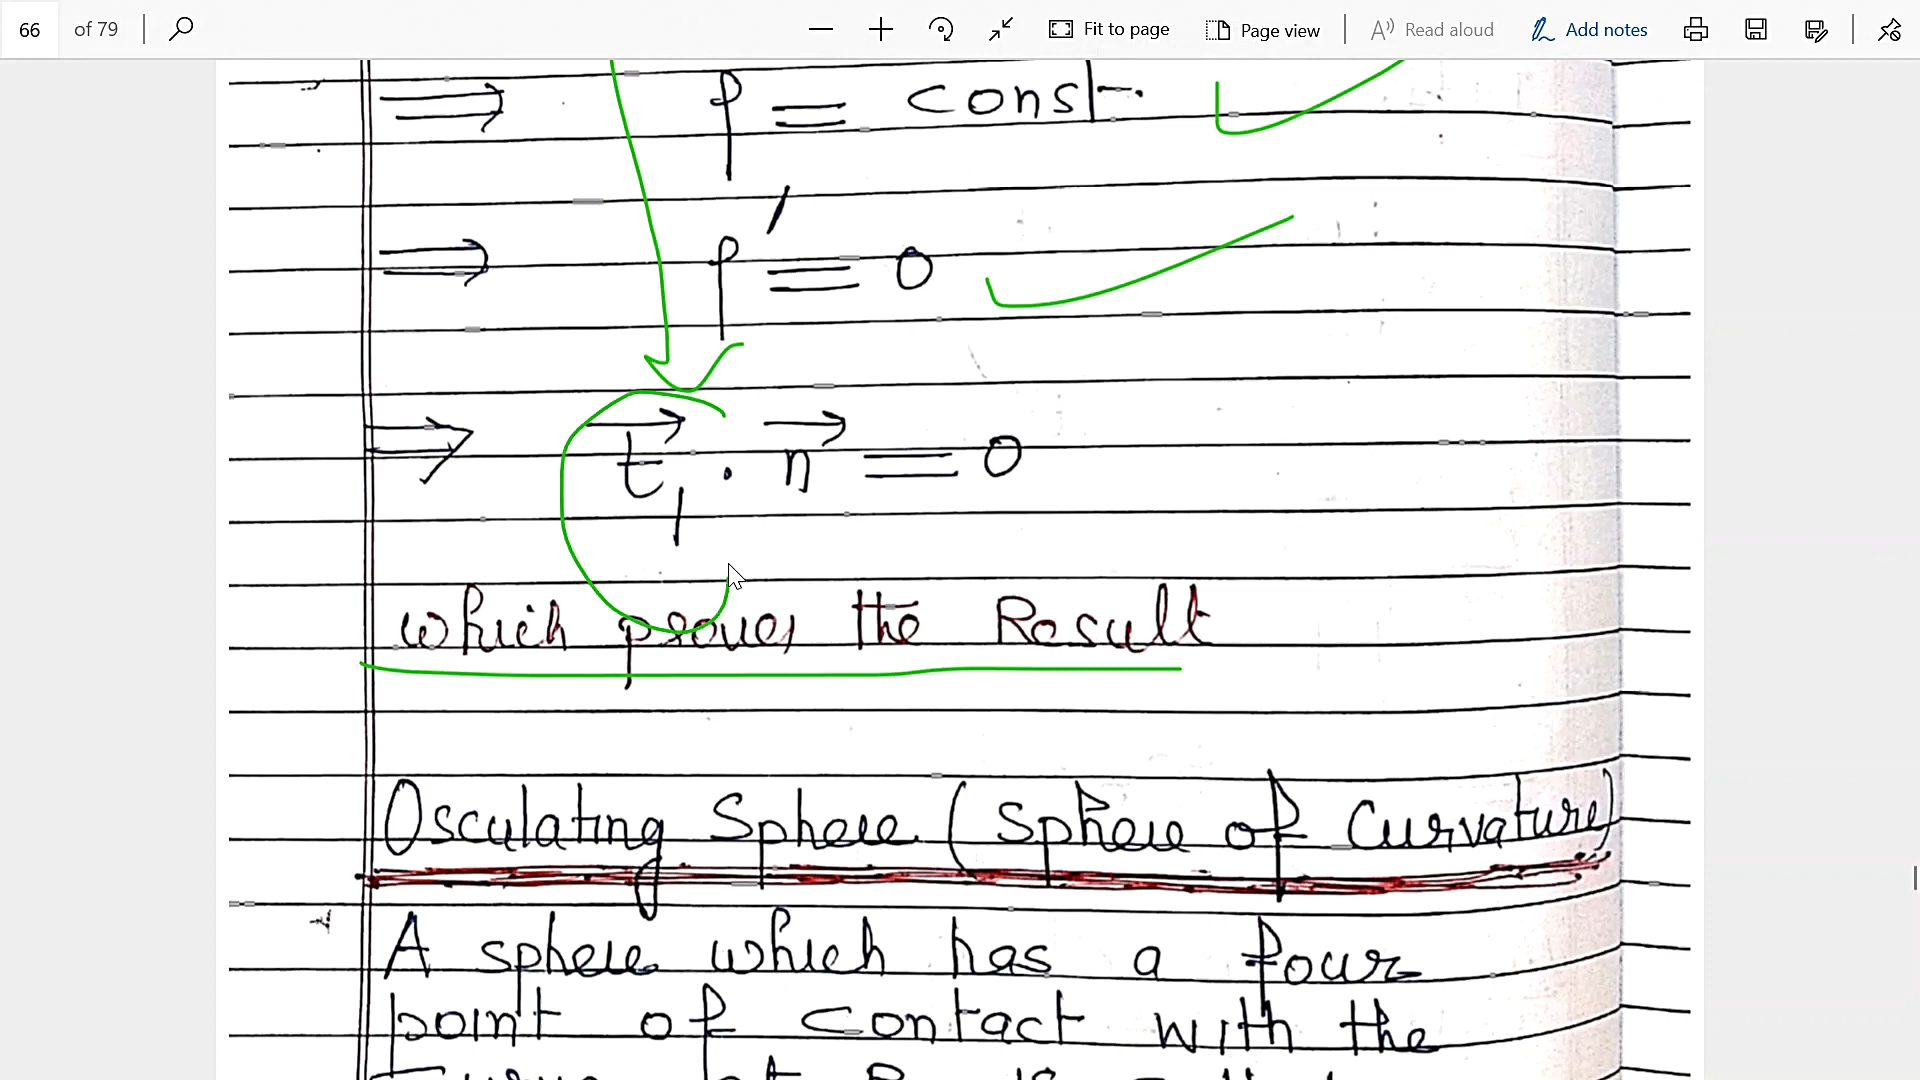 66 of 79 Fit to page Page view Read aloud Add notes
⟹ ρ = const.
⟹ ρ' = 0
⟹ t₁ · n = 0
which proves the Result
Osculating Sphere (Sphere of Curvature)
A sphere which has a four
point of contact with the